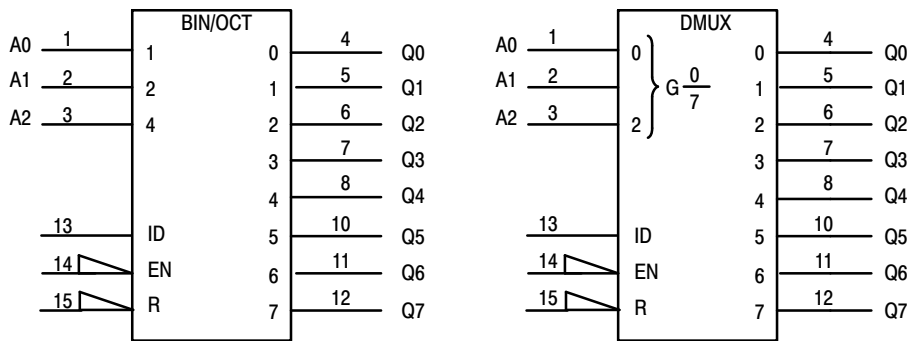 BIN/OCT
A0 1 1 0 4 Q0
A1 2 2 1 5 Q1
A2 3 4 2 6 Q2
3 7 Q3
4 8 Q4
13 ID 5 10 Q5
14 EN 6 11 Q6
15 R 7 12 Q7
DMUX
A0 1 0 0 4 Q0
A1 2 G 0/7 1 5 Q1
A2 3 2 2 6 Q2
3 7 Q3
4 8 Q4
13 ID 5 10 Q5
14 EN 6 11 Q6
15 R 7 12 Q7